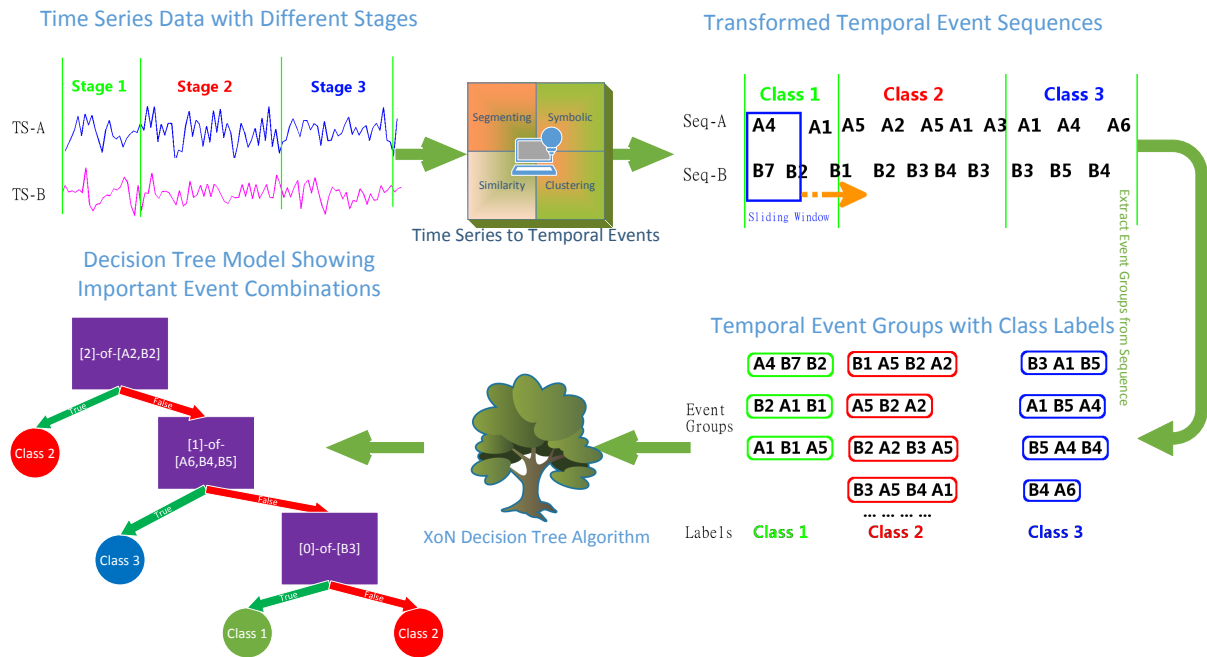 Time Series Data with Different Stages
Stage 1 Stage 2 Stage 3
TS-A
TS-B
Segmenting Symbolic
Similarity Clustering
Time Series to Temporal Events
Transformed Temporal Event Sequences
Class 1 Class 2 Class 3
Seq-A A4 A1 A5 A2 A5 A1 A3 A1 A4 A6
Seq-B B7 B2 B1 B2 B3 B4 B3 B3 B5 B4
Sliding Window
Extract Event Groups from Sequence
Temporal Event Groups with Class Labels
A4 B7 B2 B1 A5 B2 A2 B3 A1 B5
Event
Groups
B2 A1 B1 A5 B2 A2 A1 B5 A4
A1 B1 A5 B2 A2 B3 A5 B5 A4 B4
B3 A5 B4 A1 B4 A6
... ... ... ...
Labels Class 1 Class 2 Class 3
XoN Decision Tree Algorithm
Decision Tree Model Showing
Important Event Combinations
[2]-of-[A2,B2]
True False
Class 2
[1]-of-
[A6,B4,B5]
True False
Class 3
[0]-of-[B3]
True False
Class 1 Class 2